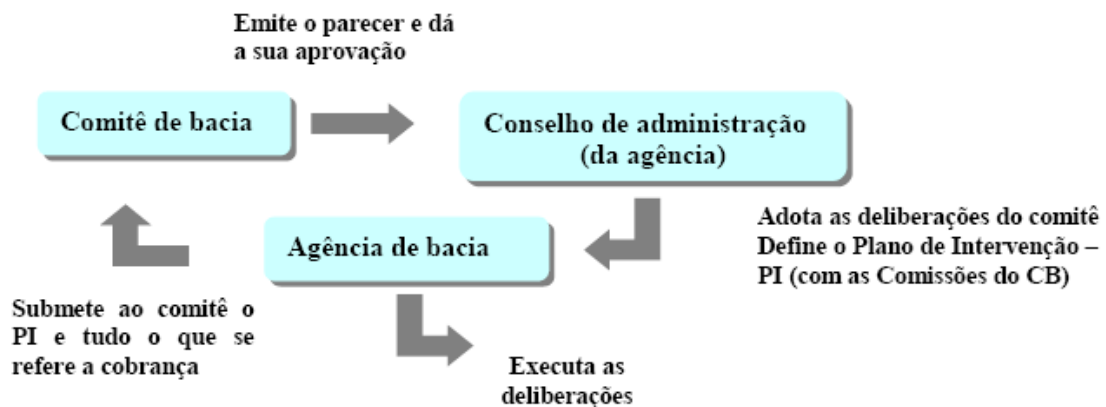 Emite o parecer e dá
a sua aprovação
Comitê de bacia
Conselho de administração
(da agência)
Adota as deliberações do comitê
Define o Plano de Intervenção –
PI (com as Comissões do CB)
Agência de bacia
Submete ao comitê o
PI e tudo o que se
refere a cobrança
Executa as
deliberações